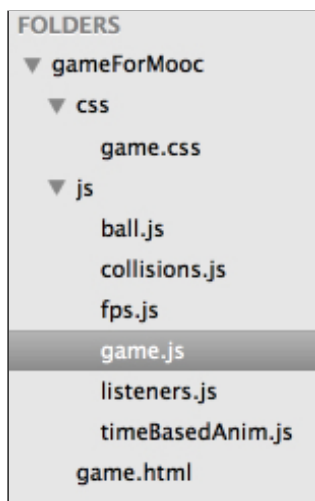 FOLDERS
gameForMooc
css
game.css
js
ball.js
collisions.js
fps.js
game.js
listeners.js
timeBasedAnim.js
game.html